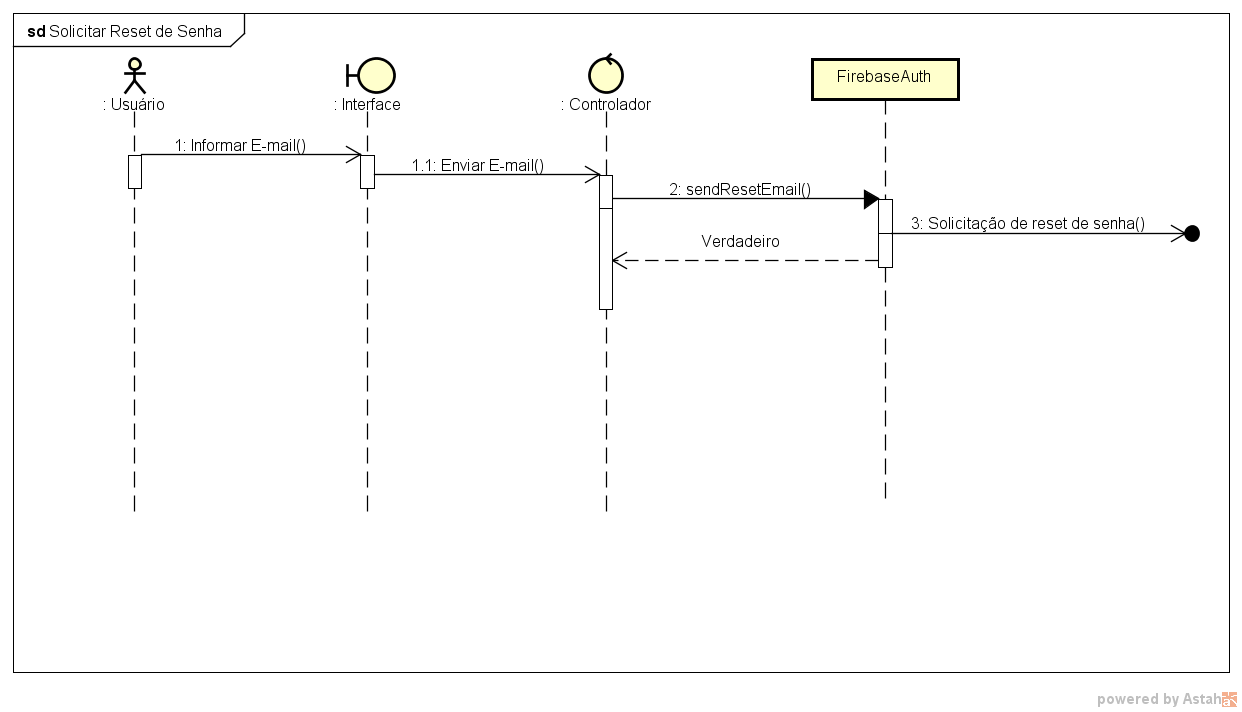 sd Solicitar Reset de Senha
: Usuário
: Interface
: Controlador
FirebaseAuth
1: Informar E-mail()
1.1: Enviar E-mail()
2: sendResetEmail()
3: Solicitação de reset de senha()
Verdadeiro
powered by Astah